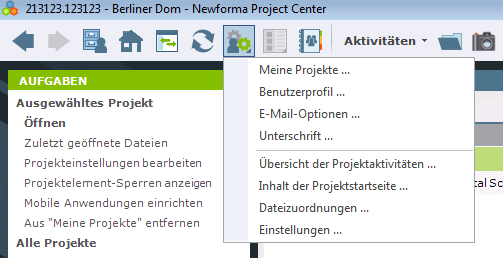 213123.123123 - Berliner Dom - Newforma Project Center
Aktivitäten
AUFGABEN
Ausgewähltes Projekt
Öffnen
Zuletzt geöffnete Dateien
Projekteinstellungen bearbeiten
Projektelement-Sperren anzeigen
Mobile Anwendungen einrichten
Aus "Meine Projekte" entfernen
Alle Projekte
Meine Projekte ...
Benutzerprofil ...
E-Mail-Optionen ...
Unterschrift ...
Übersicht der Projektaktivitäten ...
Inhalt der Projektstartseite ...
Dateizuordnungen ...
Einstellungen ...